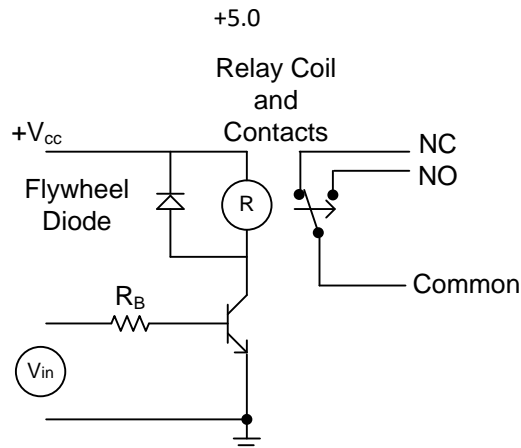 +5.0
Relay Coil
and
Contacts
+Vcc
NC
NO
Flywheel
Diode
R
Common
RB
Vin